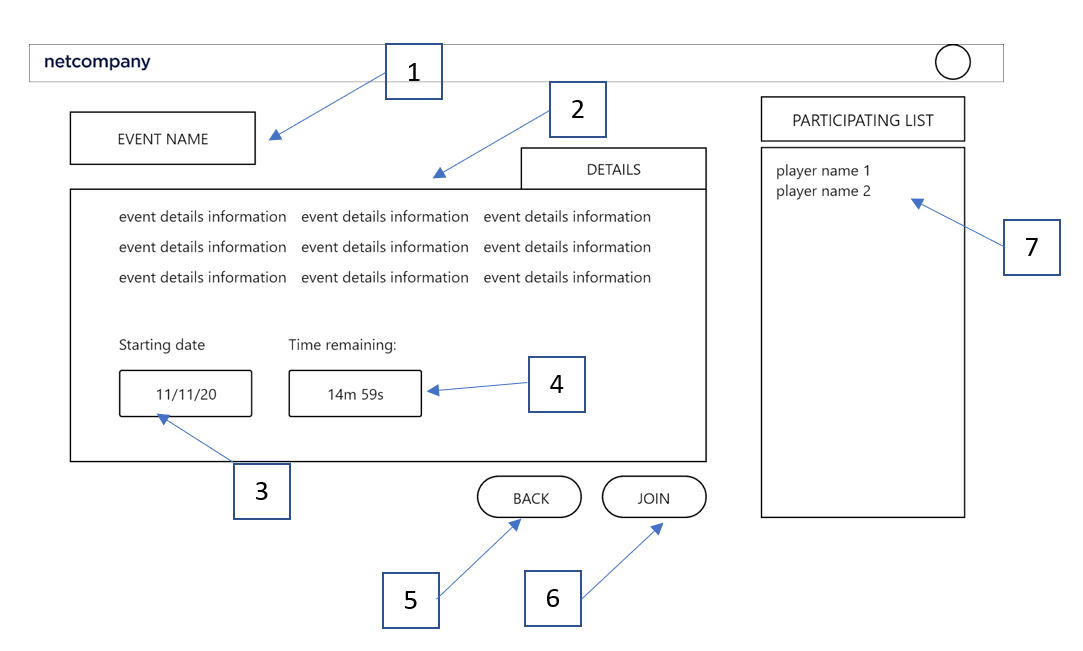 netcompany
1
2
EVENT NAME
PARTICIPATING LIST
DETAILS
player name 1
player name 2
event details information event details information event details information
event details information event details information event details information
event details information event details information event details information
7
Starting date
Time remaining:
11/11/20
14m 59s
4
3
BACK
JOIN
5
6